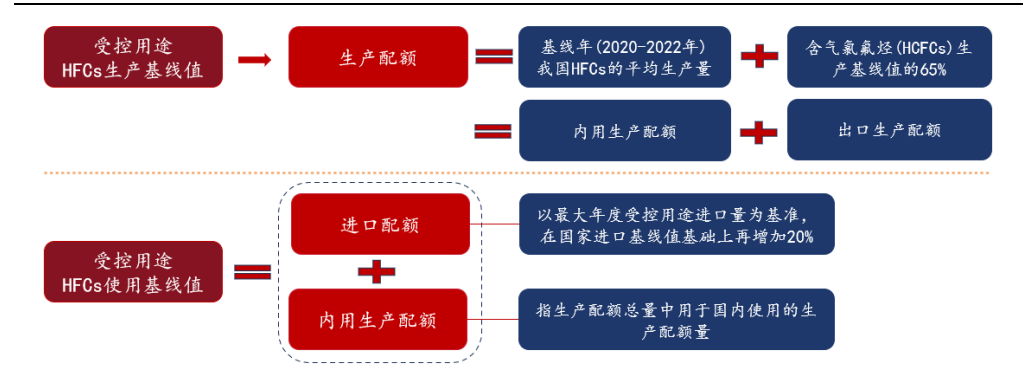 受控用途
HFCs生产基线值
生产配额
基线年(2020-2022年)
我国HFCs的平均生产量
含气氯氟烃(HCFCs)生
产基线值的65%
内用生产配额
出口生产配额
受控用途
HFCs使用基线值
进口配额
以最大年度受控用途进口量为基准，
在国家进口基线值基础上再增加20%
内用生产配额
指生产配额总量中用于国内使用的生
产配额量